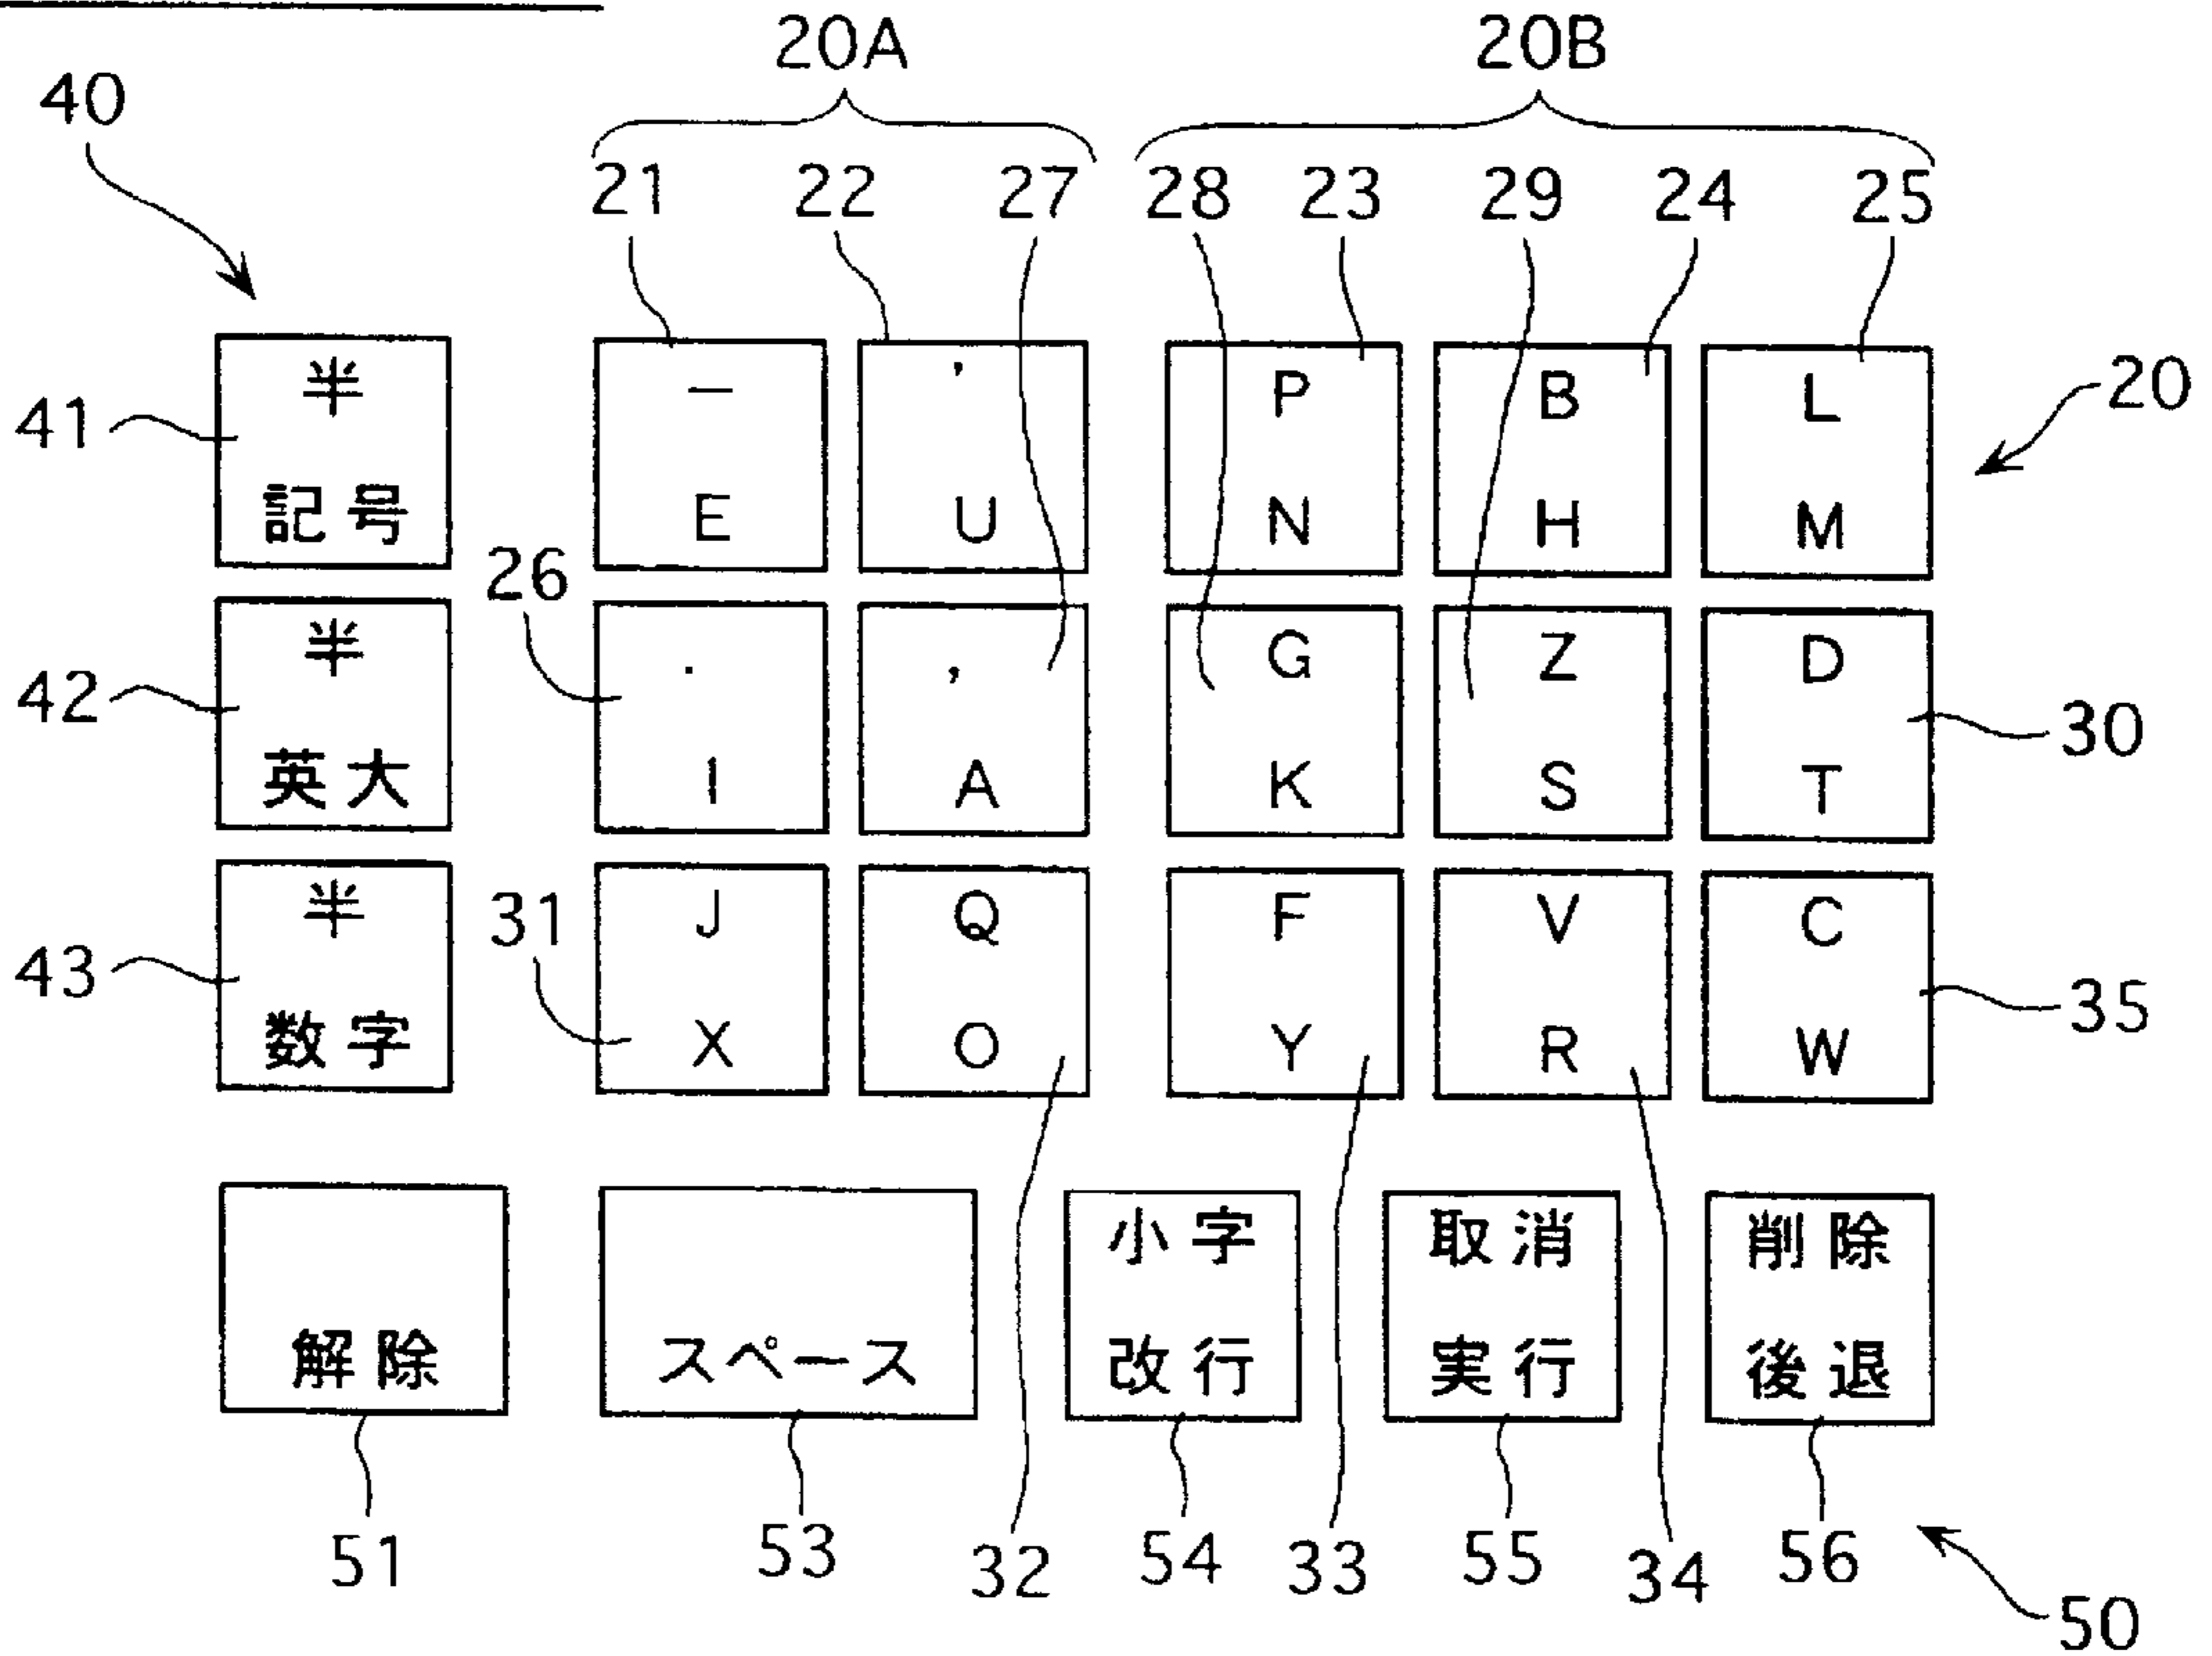 20A 20B
40
21 22 27 28 23 29 24 25
半 ー ’ P B L
20
41
記号 E U N H M
26
半 . , G Z D
42 30
英大 I A K S T
半 J Q F V C
31
43 35
数字 X O Y R W
小字 取消 削除
解除 スペース 改行 実行 後退
51 53 32 54 33 55 34 56
50